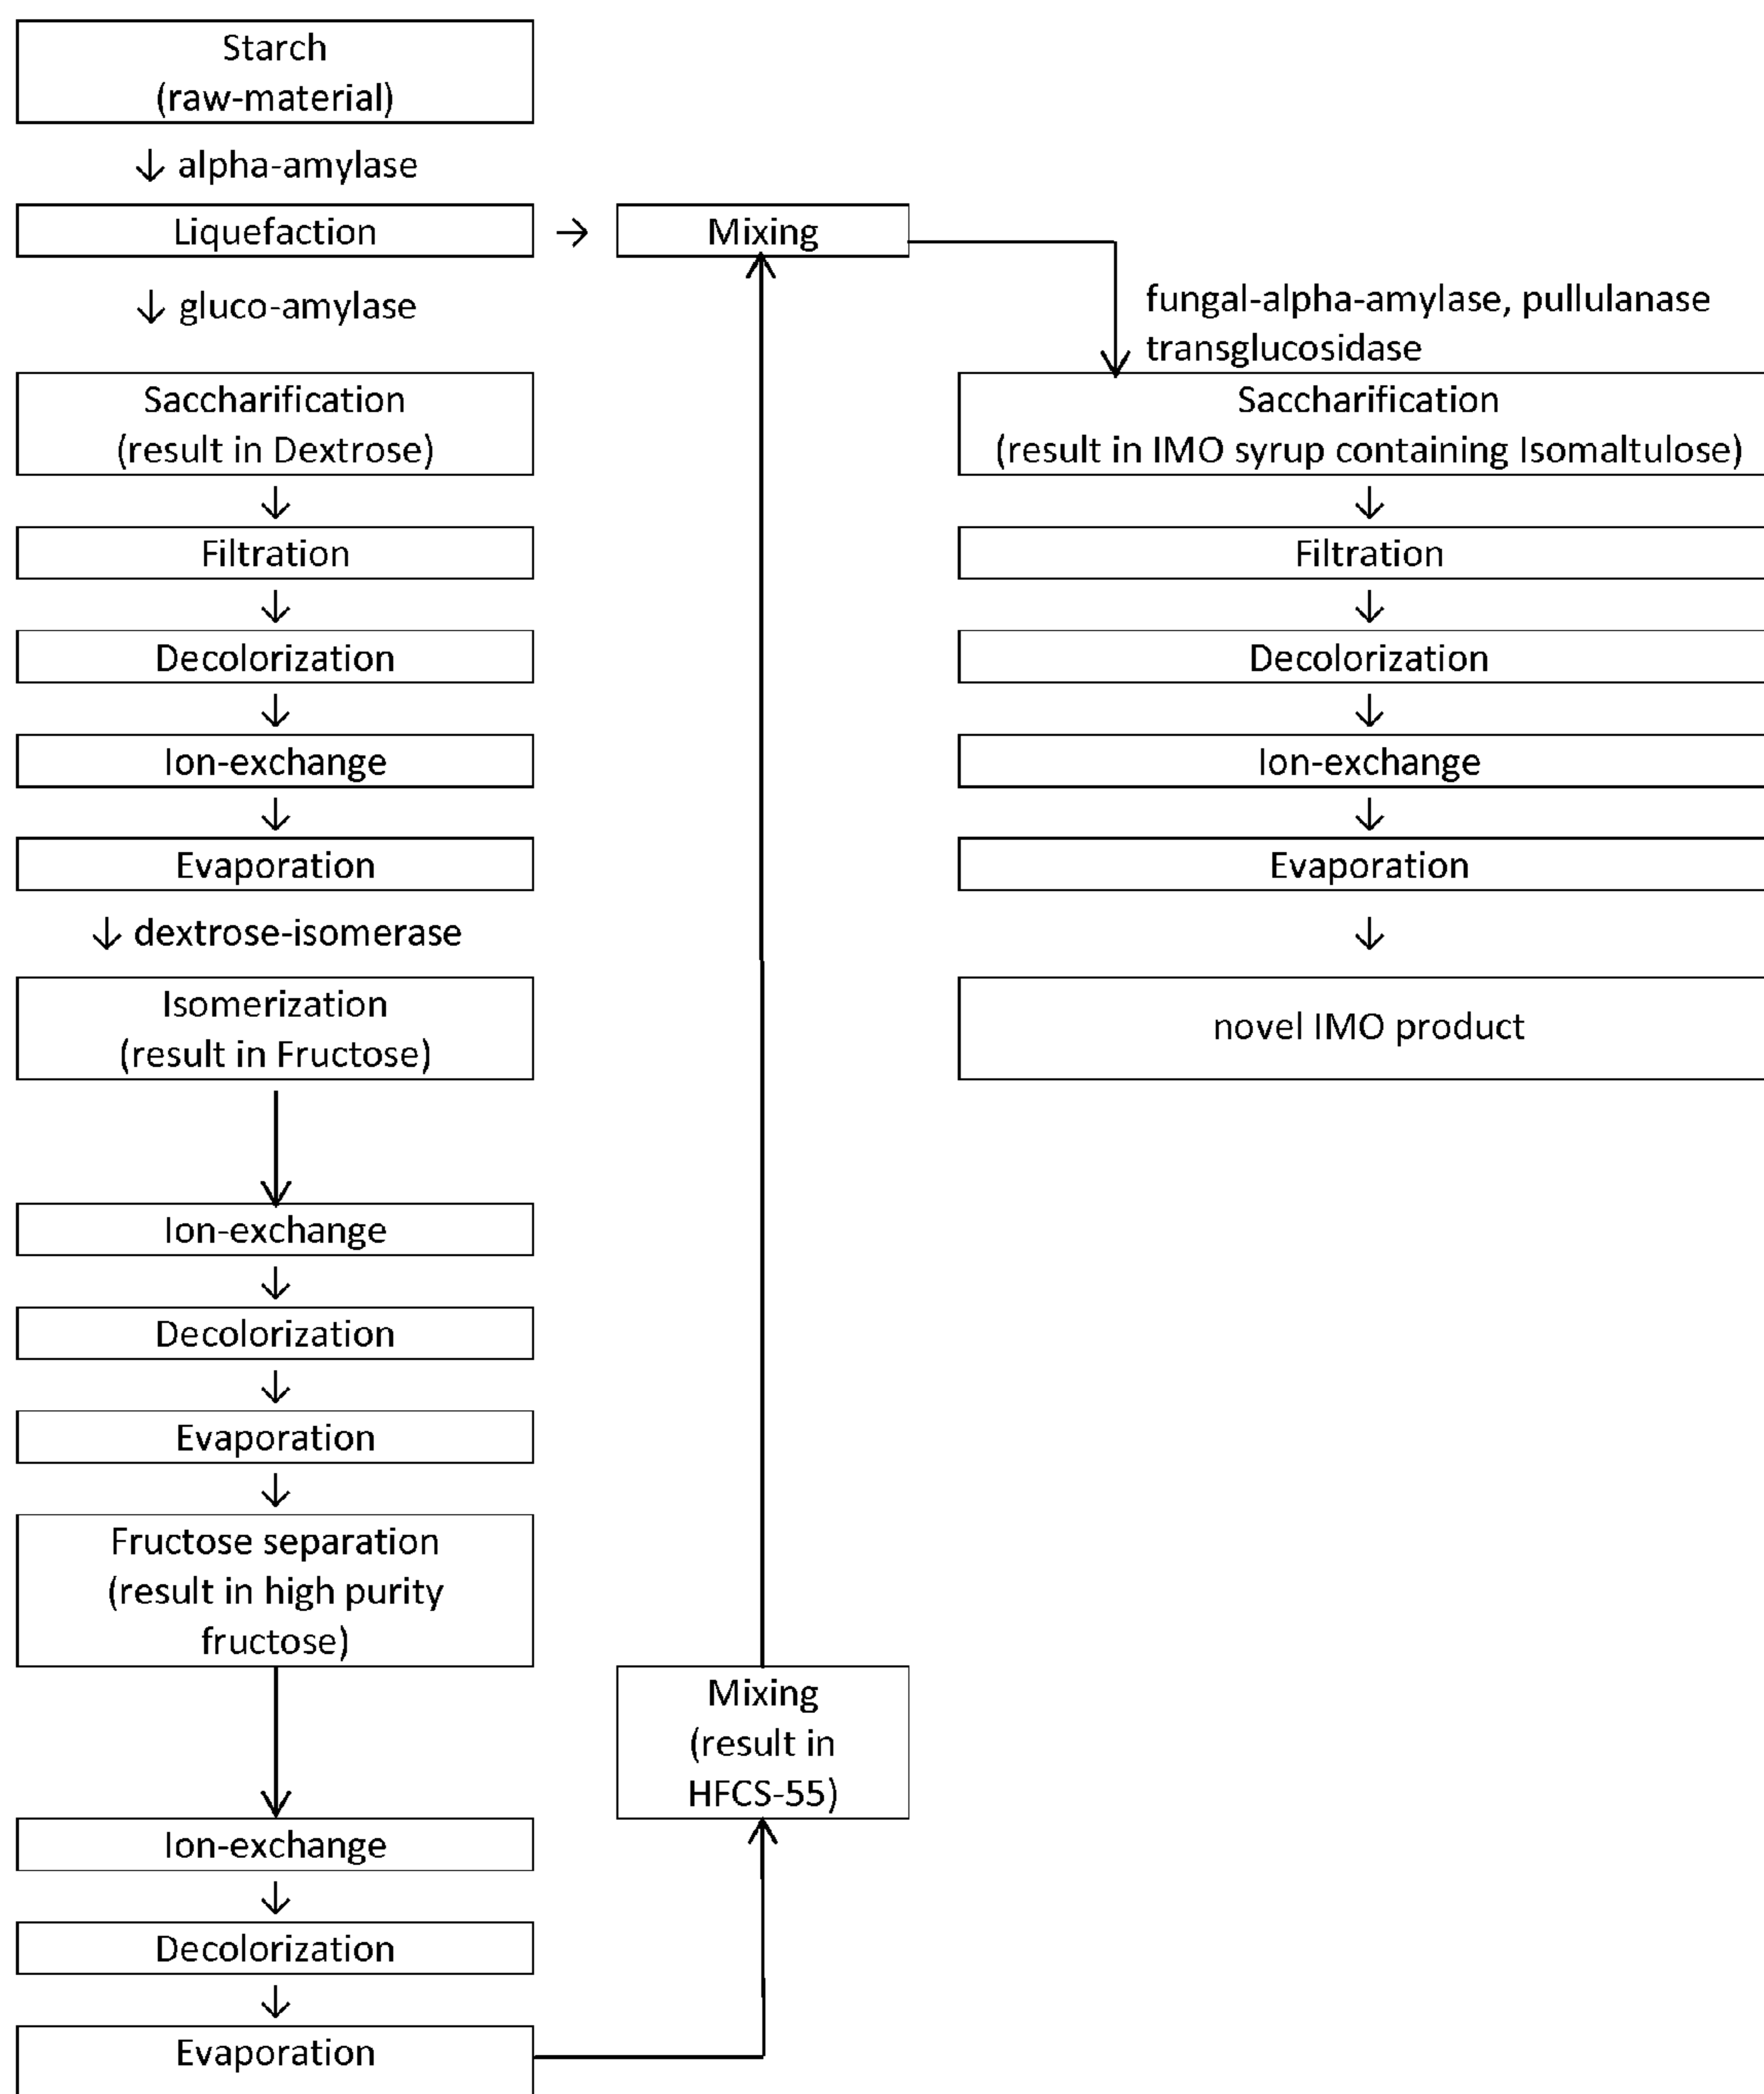 Starch
(raw-material)
↓ alpha-amylase
Liquefaction
→
Mixing
↓ gluco-amylase
fungal-alpha-amylase, pullulanase
transglucosidase
Saccharification
(result in Dextrose)
↓
Filtration
↓
Decolorization
↓
Ion-exchange
↓
Evaporation
↓ dextrose-isomerase
Isomerization
(result in Fructose)
Ion-exchange
↓
Decolorization
↓
Evaporation
↓
Fructose separation
(result in high purity
fructose)
Ion-exchange
↓
Decolorization
↓
Evaporation
Mixing
(result in
HFCS-55)
Saccharification
(result in IMO syrup containing Isomaltulose)
↓
Filtration
↓
Decolorization
↓
Ion-exchange
↓
Evaporation
↓
novel IMO product